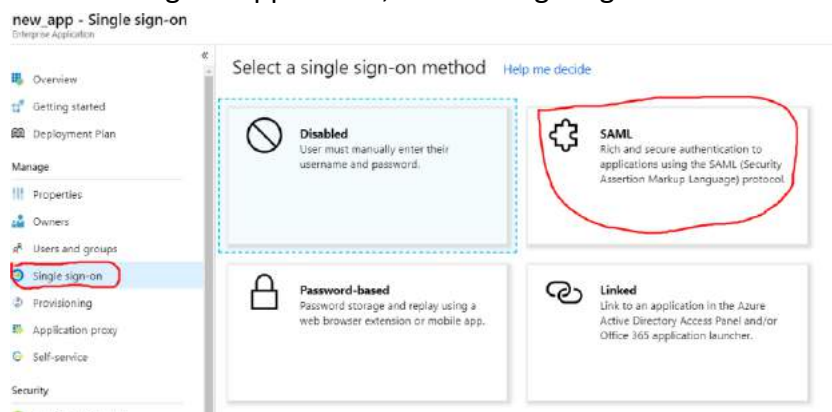 new_app - Single sign-on
Enterprise Application
«
Overview
Getting started
Deployment Plan
Manage
Properties
Owners
Users and groups
Single sign-on
Provisioning
Application proxy
Self-service
Security
Select a single sign-on method Help me decide
Disabled
User must manually enter their
username and password.
SAML
Rich and secure authentication to
applications using the SAML (Security
Assertion Markup Language) protocol.
Password-based
Password storage and replay using a
web browser extension or mobile app.
Linked
Link to an application in the Azure
Active Directory Access Panel and/or
Office 365 application launcher.